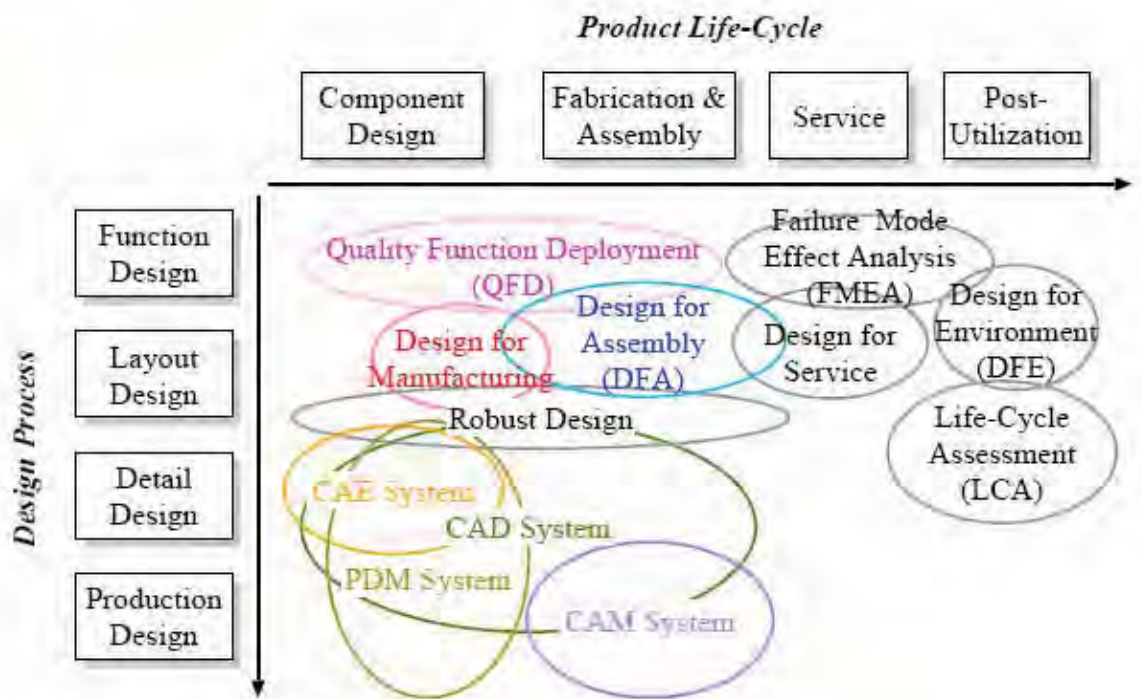 Product Life-Cycle
Component
Design
Fabrication &
Assembly
Service
Post-
Utilization
Design Process
Function
Design
Layout
Design
Detail
Design
Production
Design
Quality Function Deployment
(QFD)
Failure Mode
Effect Analysis
(FMEA)
Design for
Manufacturing
Design for
Assembly
(DFA)
Design for
Service
Design for
Environment
(DFE)
Robust Design
Life-Cycle
Assessment
(LCA)
CAE System
CAD System
PDM System
CAM System